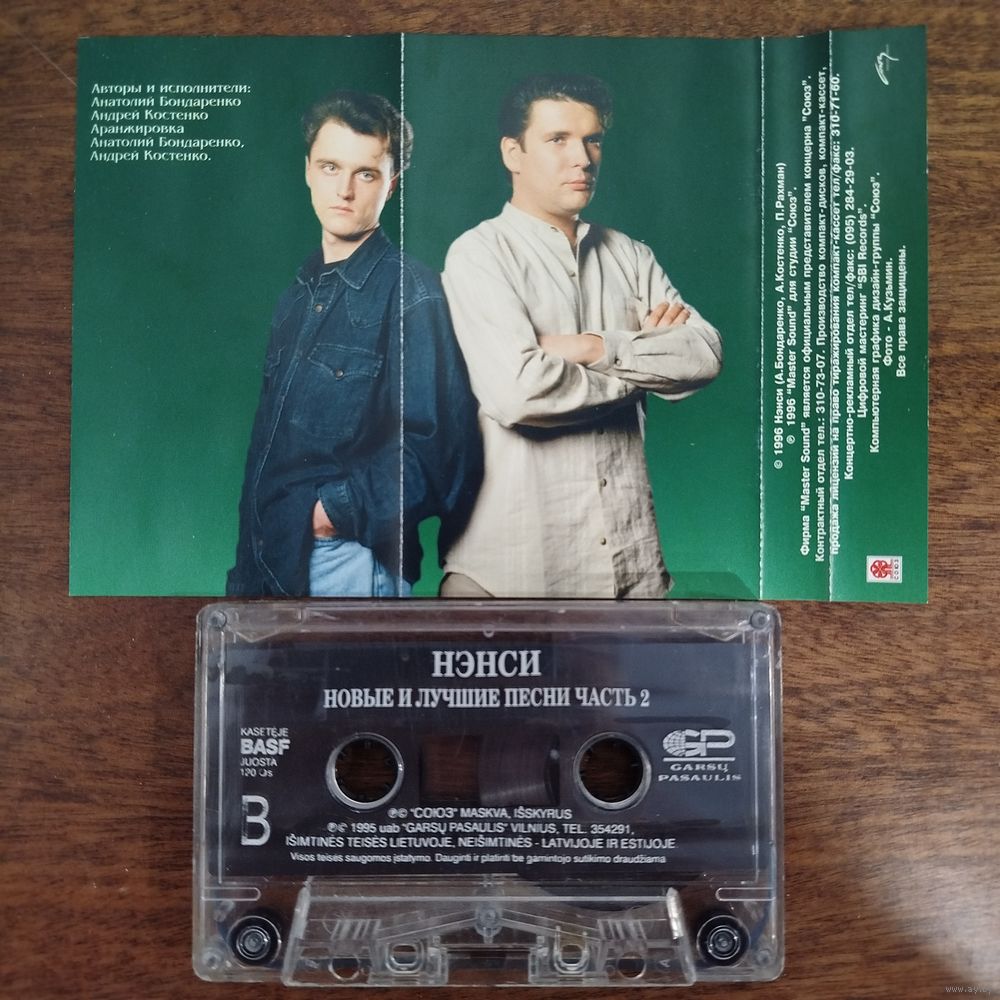 Авторы и исполнители:
Анатолий Бондаренко
Андрей Костенко
Аранжировка
Анатолий Бондаренко,
Андрей Костенко.
© 1996 Нэнси (А.Бондаренко, А.Костенко, П.Рахман)
℗ 1996 "Master Sound" для студии "Союз".
Фирма "Master Sound" является официальным представителем концерна "Союз".
Контрактный отдел тел.: 310-73-07. Производство компакт-дисков, компакт-кассет,
продажа лицензий на право тиражирования компакт-кассет тел/факс: 310-71-60.
Концертно-рекламный отдел тел/факс: (095) 284-29-03.
Цифровой мастеринг "SBI Records".
Компьютерная графика дизайн-группы "Союз".
Фото - А.Кузьмин.
Все права защищены.
СОЮЗ
НЭНСИ
НОВЫЕ И ЛУЧШИЕ ПЕСНИ ЧАСТЬ 2
KASETĖJE
BASF
JUOSTA
120
B
GP
GARSŲ
PASAULIS
℗© "СОЮЗ" MASKVA, IŠSKYRUS
℗© 1995 uab "GARSŲ PASAULIS" VILNIUS, TEL. 354291,
IŠIMTINĖS TEISĖS LIETUVOJE, NEIŠIMTINĖS - LATVIJOJE IR ESTIJOJE
Visos teisės saugomos įstatymo. Dauginti ir platinti be gamintojo sutikimo draudžiama
A
www.ay.by